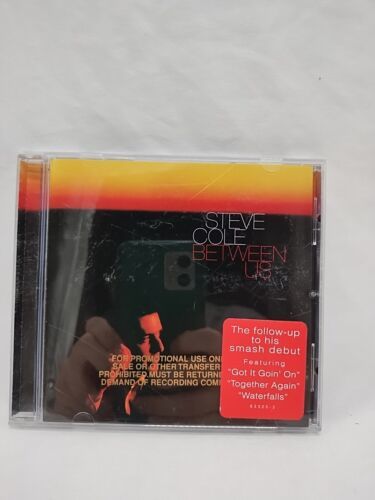 STEVE
COLE
BETWEEN
US
The follow-up
to his
smash debut
Featuring
"Got It Goin' On"
"Together Again"
"Waterfalls"
FOR PROMOTIONAL USE ON
SALE OR OTHER TRANSFER
PROHIBITED. MUST BE RETURNE
DEMAND OF RECORDING COM